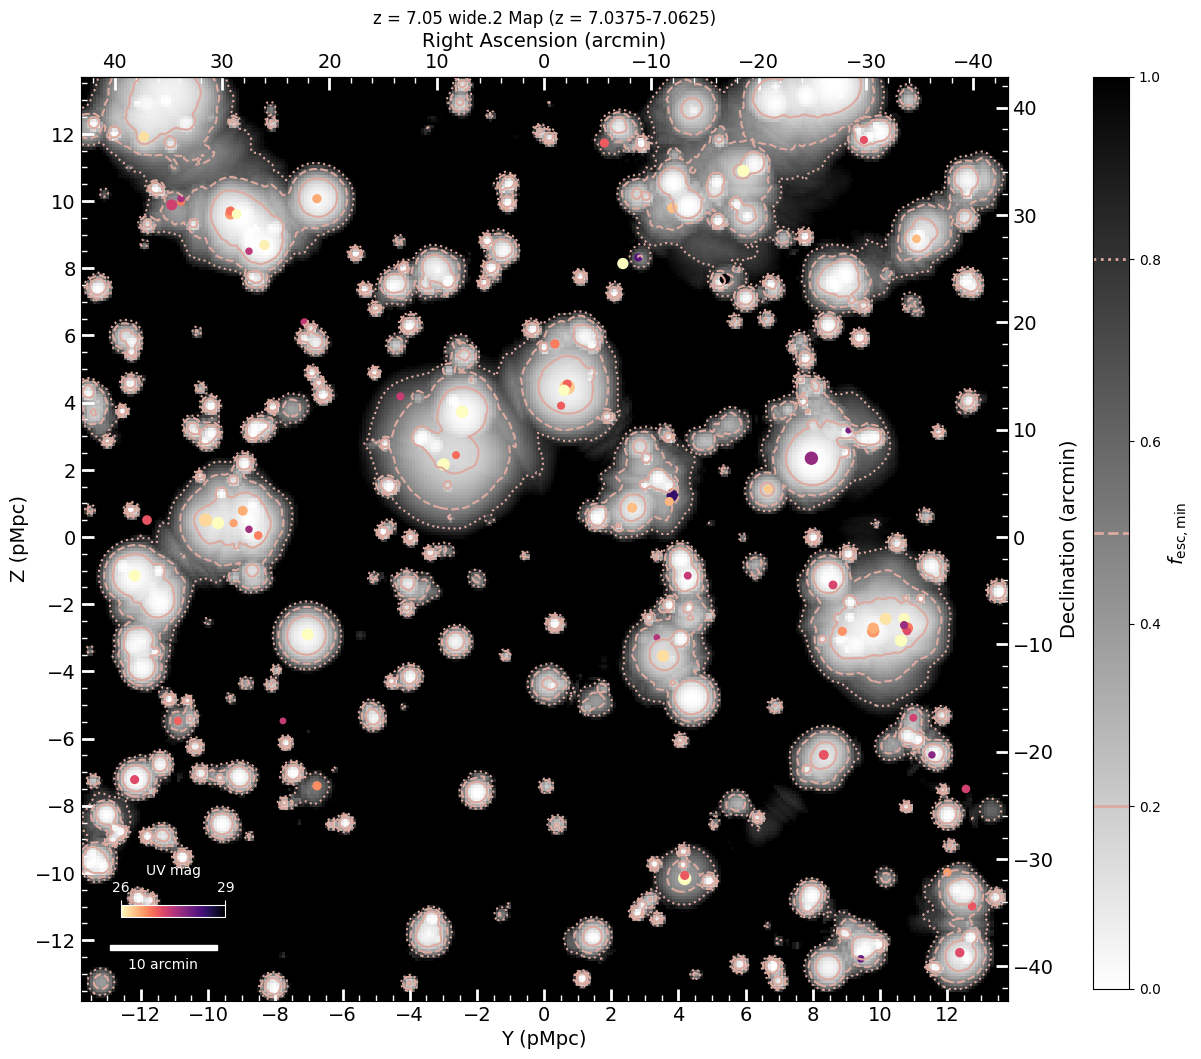 z = 7.05 wide.2 Map (z = 7.0375-7.0625)
Right Ascension (arcmin)
40 30 20 10 0 −10 −20 −30 −40
12
10
8
6
4
2
0
−2
−4
−6
−8
−10
−12
Z (pMpc)
40
30
20
10
0
−10
−20
−30
−40
Declination (arcmin)
1.0
0.8
0.6
0.4
0.2
0.0
fesc,min
UV mag
26 29
10 arcmin
−12 −10 −8 −6 −4 −2 0 2 4 6 8 10 12
Y (pMpc)